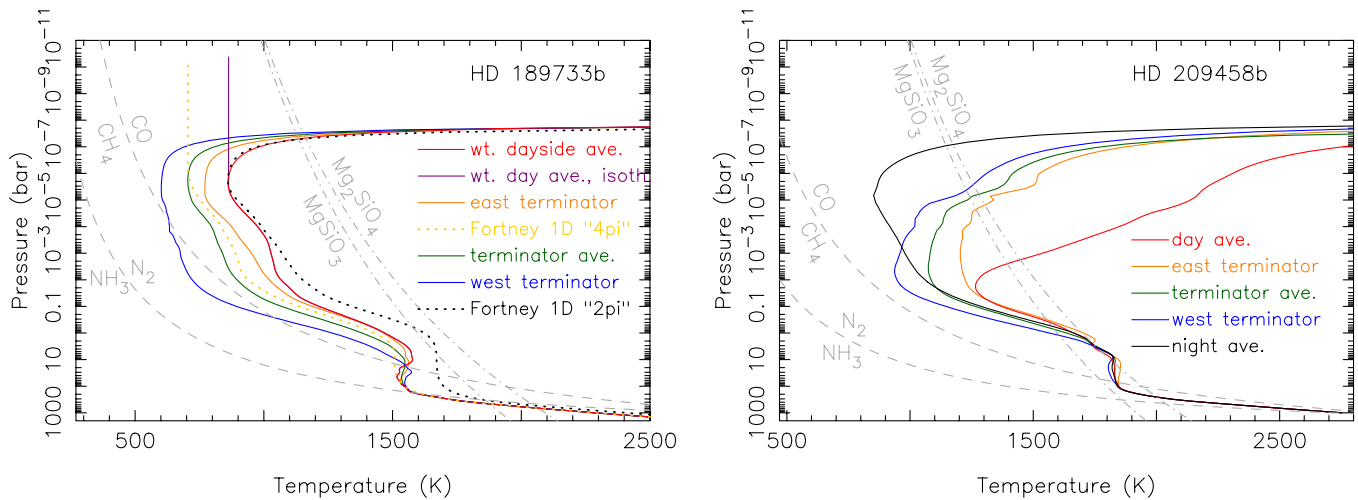 HD 189733b
CO
CH4
NH3
N2
Mg2SiO4
MgSiO3
wt. dayside ave.
wt. day ave., isoth
east terminator
Fortney 1D "4pi"
terminator ave.
west terminator
Fortney 1D "2pi"
10-11
10-9
10-7
10-5
10-3
0.1
10
1000
Pressure (bar)
500
1500
2500
Temperature (K)
HD 209458b
Mg2SiO4
MgSiO3
CO
CH4
N2
NH3
day ave.
east terminator
terminator ave.
west terminator
night ave.
10-11
10-9
10-7
10-5
10-3
0.1
10
1000
Pressure (bar)
500
1500
2500
Temperature (K)